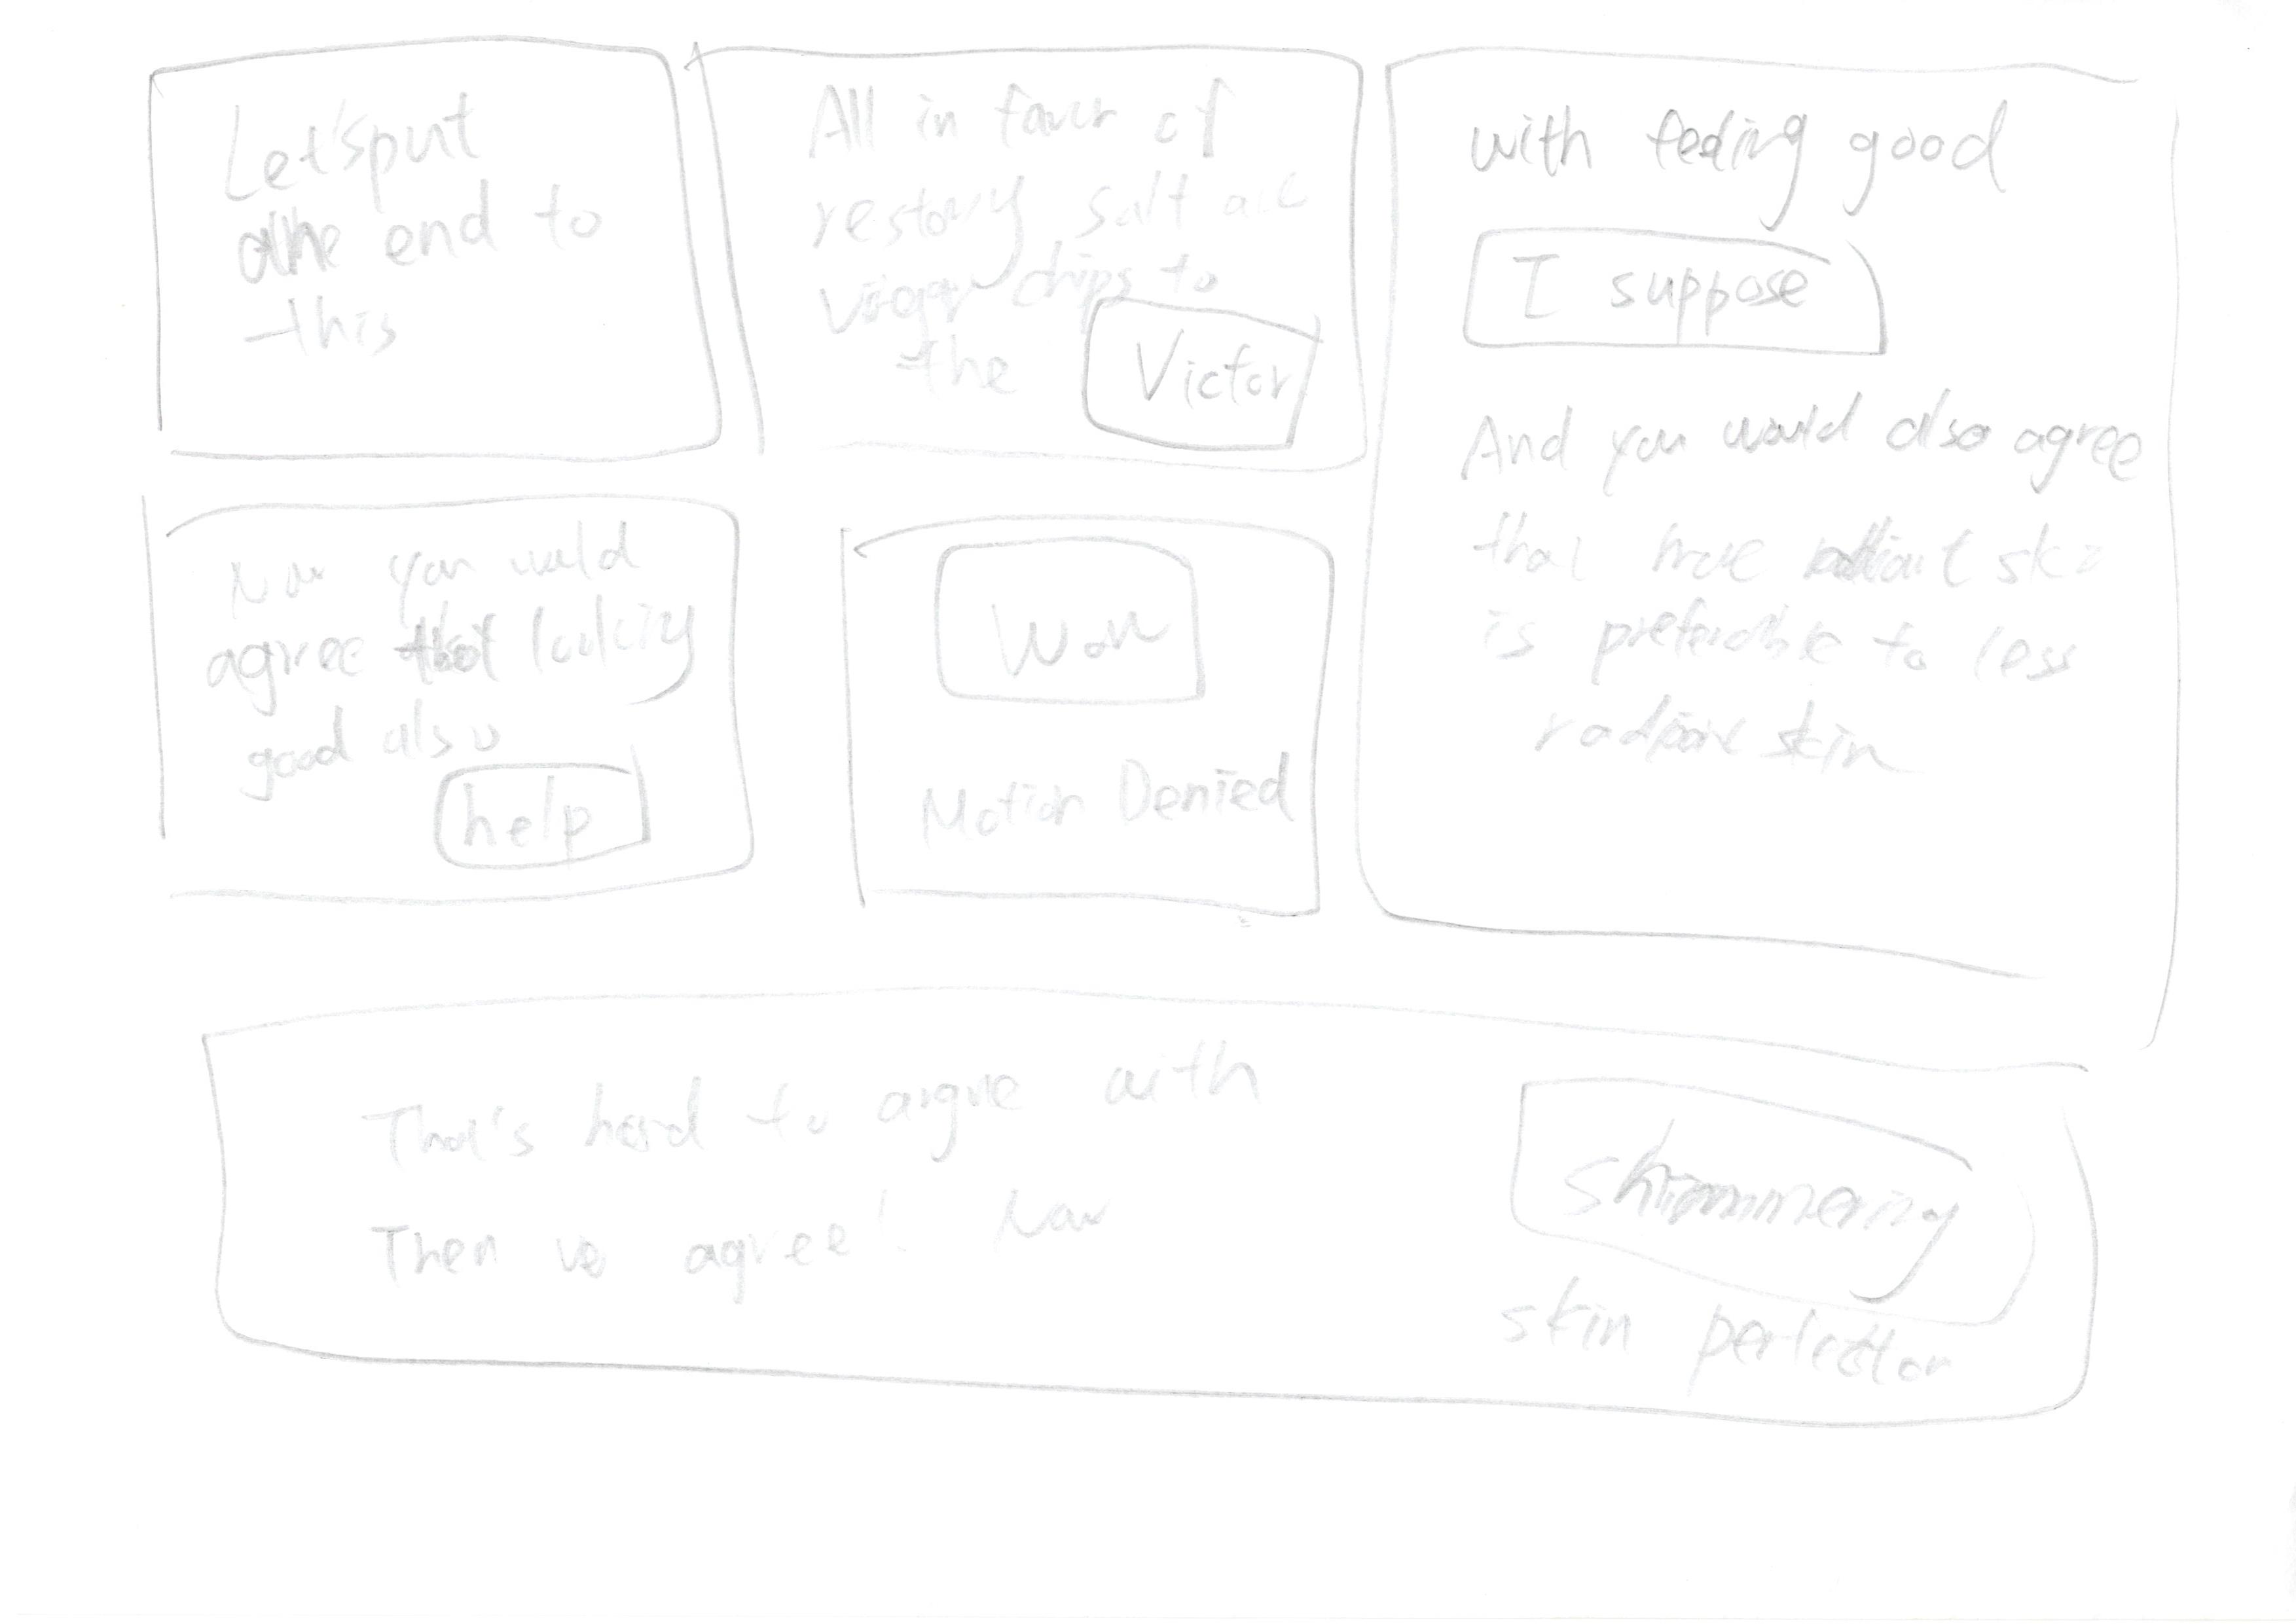 Let's put
the end to
this
All in favor of
restory salt and
vinegar chips to
the Victor
with feeling good
I suppose
And you would also agree
that more radiant skin
is preferable to less
radiant skin
Now you would
agree that looking
good also
help
Wow
Motion Denied
That's hard to argue with
Then we agree! Now
shimmering
skin perfector